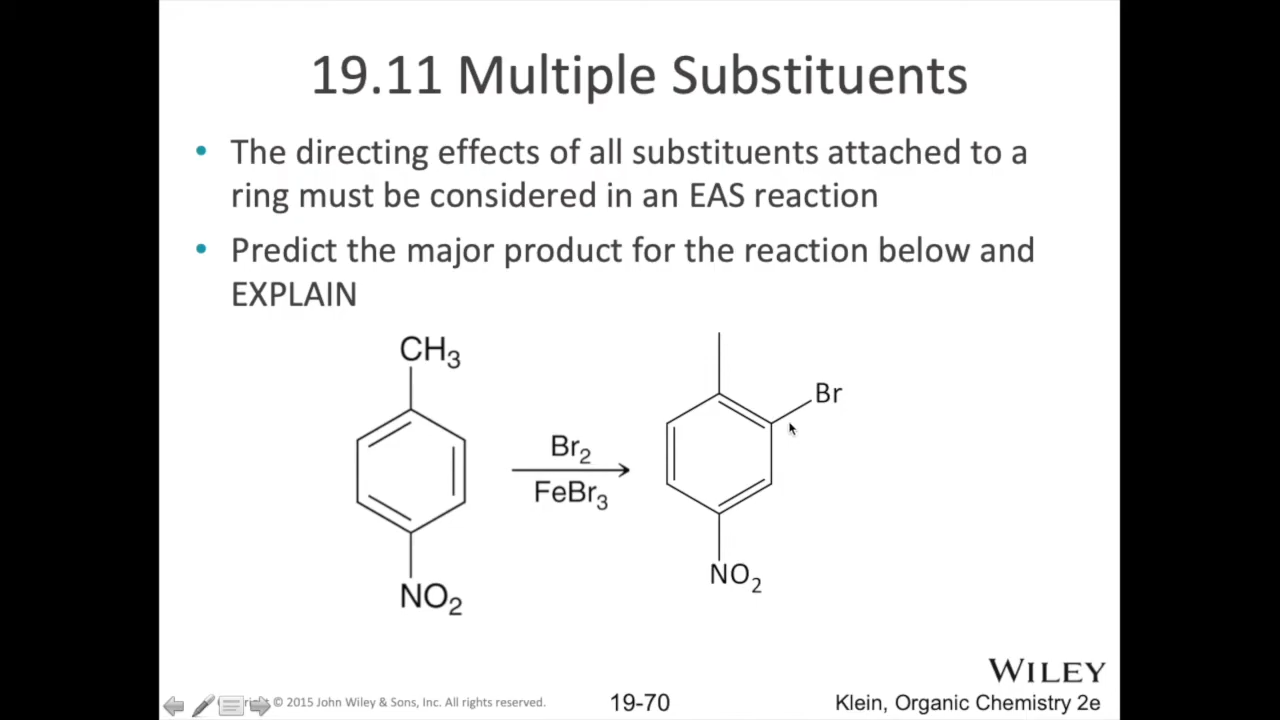 19.11 Multiple Substituents
• The directing effects of all substituents attached to a
ring must be considered in an EAS reaction
• Predict the major product for the reaction below and
EXPLAIN
CH3
Br2
FeBr3
NO2
Br
NO2
WILEY
© 2015 John Wiley & Sons, Inc. All rights reserved.
19-70
Klein, Organic Chemistry 2e